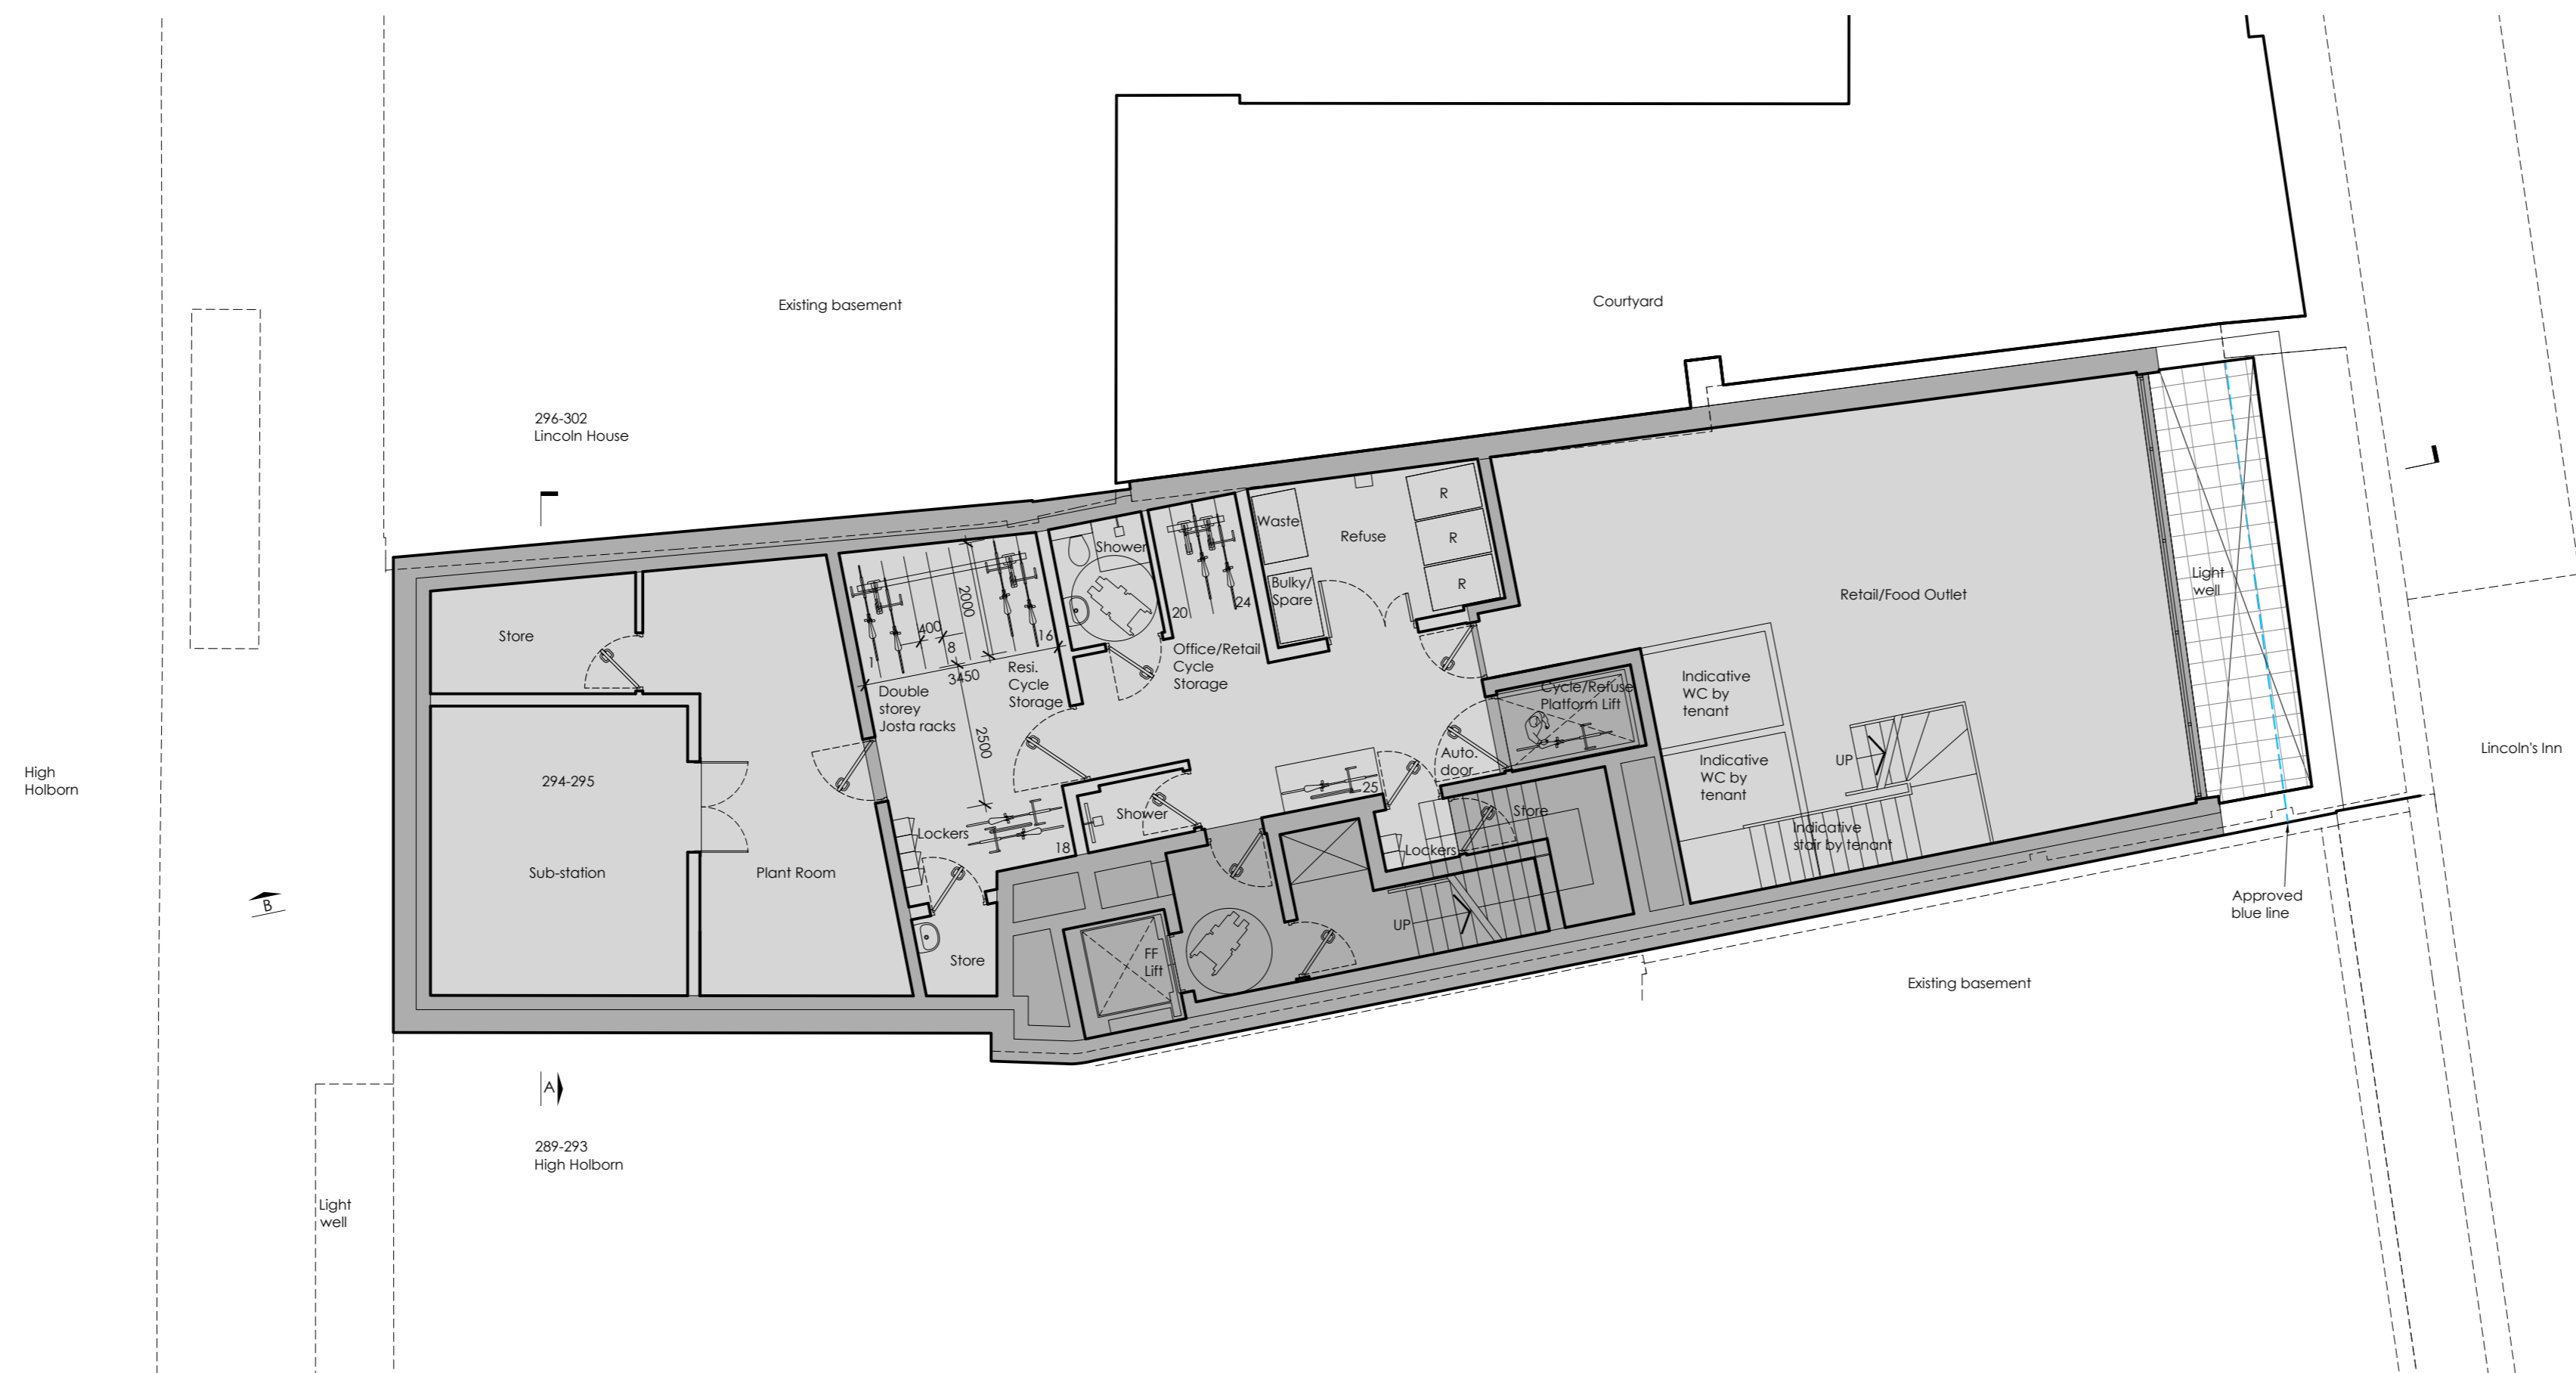 Existing basement
Courtyard
296-302
Lincoln House
High
Holborn
Store
294-295
Sub-station
Plant Room
B
A
289-293
High Holborn
Light
well
1
400
8
2000
16
3450
2500
Double
storey
Josta racks
Resi.
Cycle
Storage
Lockers
18
Store
Shower
20
24
Office/Retail
Cycle
Storage
Waste
Bulky/
Spare
Refuse
R
R
R
Shower
25
Auto.
door
Cycle/Refuse
Platform Lift
Store
Lockers
UP
FF
Lift
Indicative
WC by
tenant
Indicative
WC by
tenant
UP
Indicative
stair by tenant
Retail/Food Outlet
Light
well
Lincoln's Inn
Approved
blue line
Existing basement